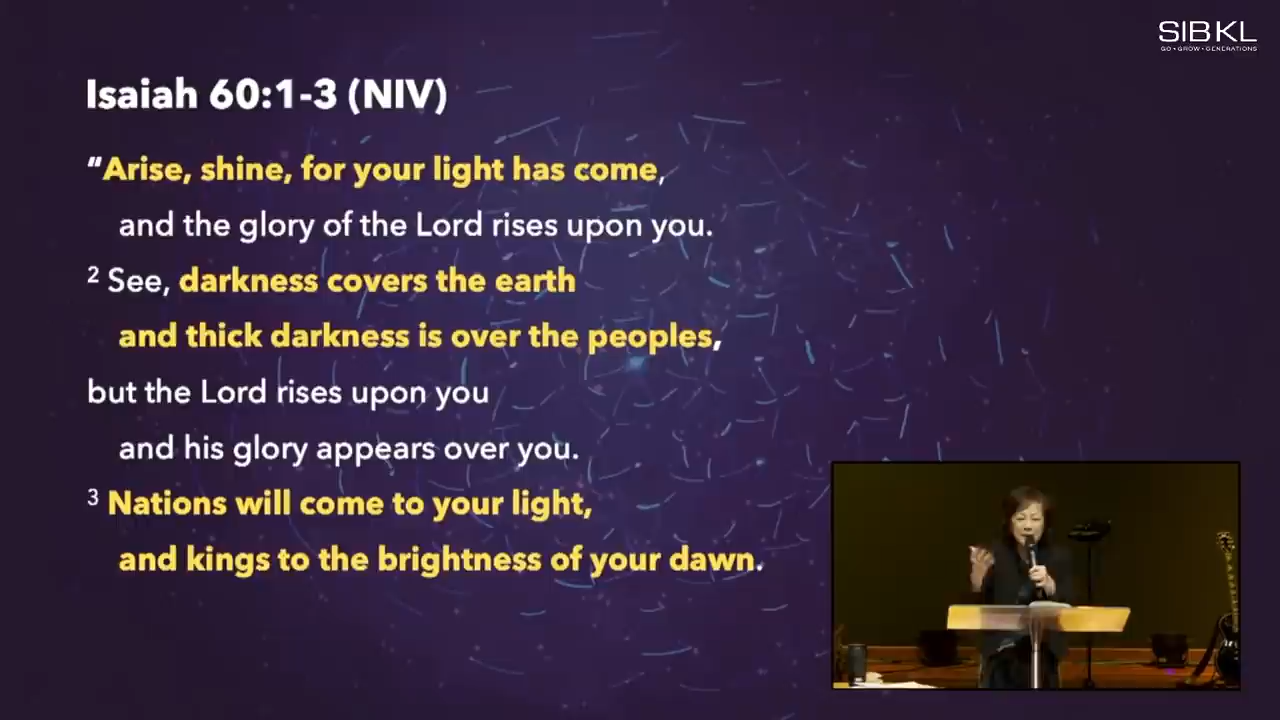 SIBKL
GO • GROW • GENERATIONS
Isaiah 60:1-3 (NIV)
“Arise, shine, for your light has come,
and the glory of the Lord rises upon you.
2 See, darkness covers the earth
and thick darkness is over the peoples,
but the Lord rises upon you
and his glory appears over you.
3 Nations will come to your light,
and kings to the brightness of your dawn.